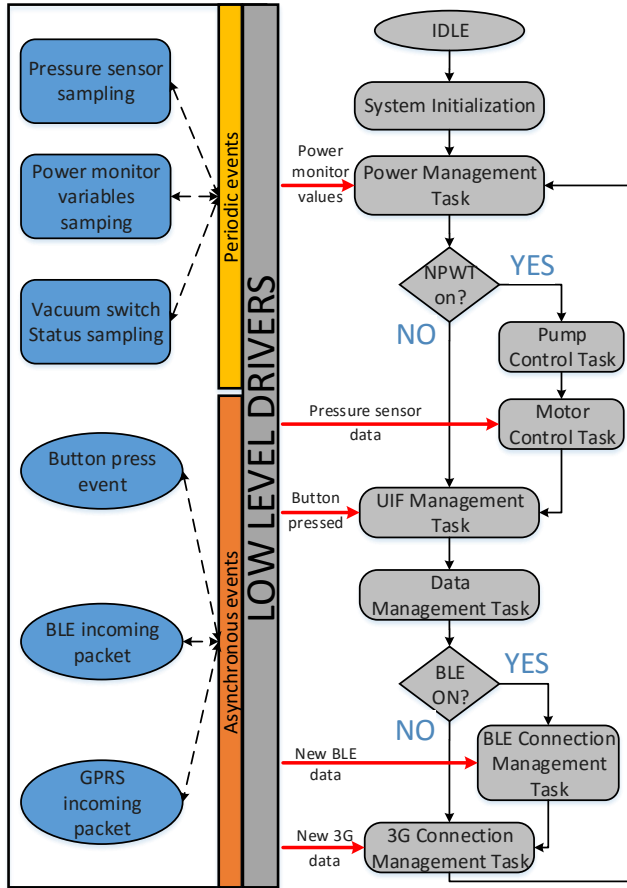 Pressure sensor
sampling
Power monitor
variables
samping
Vacuum switch
Status sampling
Button press
event
BLE incoming
packet
GPRS
incoming
packet
Periodic events
Asynchronous events
LOW LEVEL DRIVERS
Power
monitor
values
Pressure sensor
data
Button
pressed
New BLE
data
New 3G
data
IDLE
System Initialization
Power Management
Task
NPWT
on?
YES
NO
Pump
Control Task
Motor
Control Task
UIF Management
Task
Data
Management Task
BLE
ON?
YES
NO
BLE Connection
Management
Task
3G Connection
Management Task